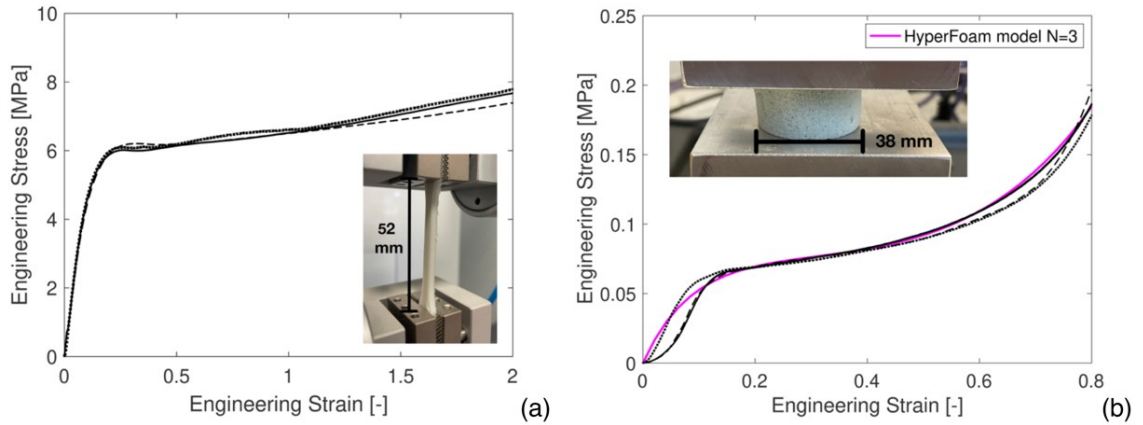 10
8
6
4
2
0
Engineering Stress [MPa]
52
mm
0 0.5 1 1.5 2
Engineering Strain [-]
(a)
0.25
0.2
0.15
0.1
0.05
0
Engineering Stress [MPa]
HyperFoam model N=3
38 mm
0 0.2 0.4 0.6 0.8
Engineering Strain [-]
(b)